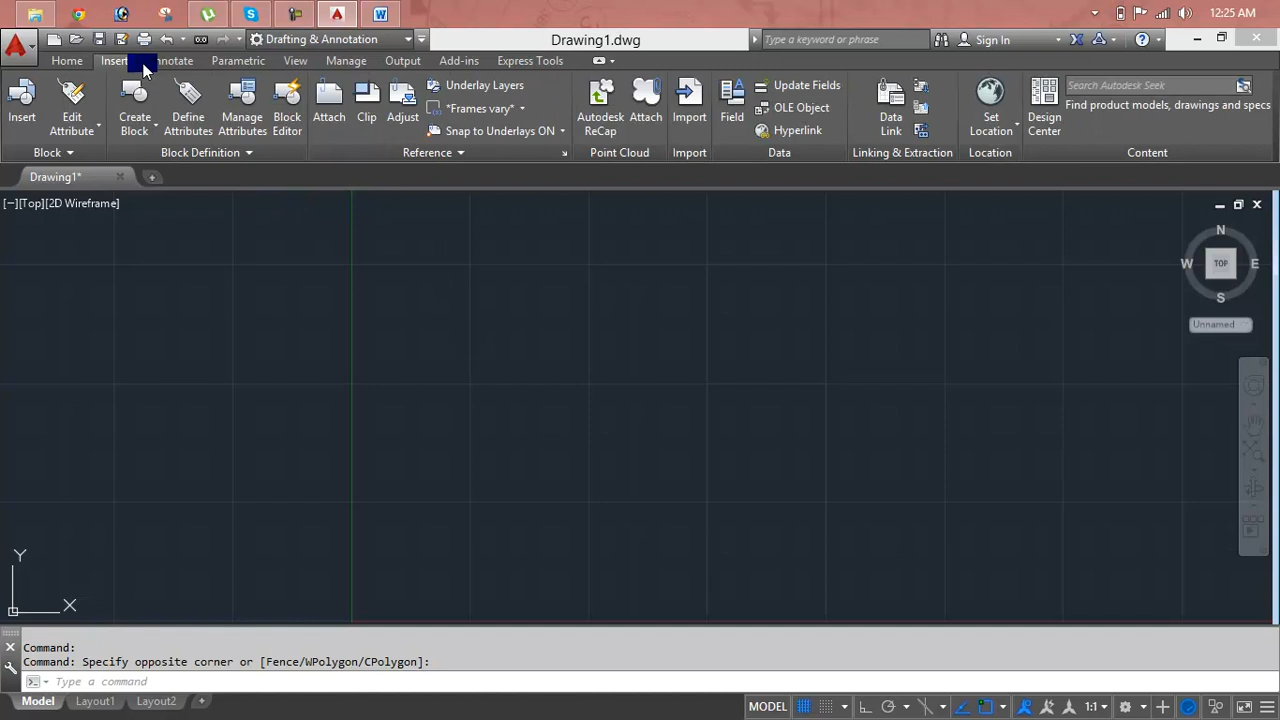 12:25 AM
Drafting & Annotation
Drawing1.dwg
Type a keyword or phrase
Sign In
Home
Insert
Parametric
View
Manage
Output
Add-ins
Express Tools
Insert
Edit Attribute
Create Block
Define Attributes
Manage Attributes
Block Editor
Attach
Clip
Adjust
Underlay Layers
*Frames vary*
Snap to Underlays ON
Autodesk ReCap
Attach
Import
Field
Update Fields
OLE Object
Hyperlink
Data Link
Set Location
Design Center
Search Autodesk Seek
Find product models, drawings and specs
Block
Block Definition
Reference
Point Cloud
Import
Data
Linking & Extraction
Location
Content
Drawing1*
[−][Top][2D Wireframe]
N
W
TOP
E
S
Unnamed
Y
X
Command:
Command: Specify opposite corner or [Fence/WPolygon/CPolygon]:
Type a command
Model
Layout1
Layout2
MODEL
1:1